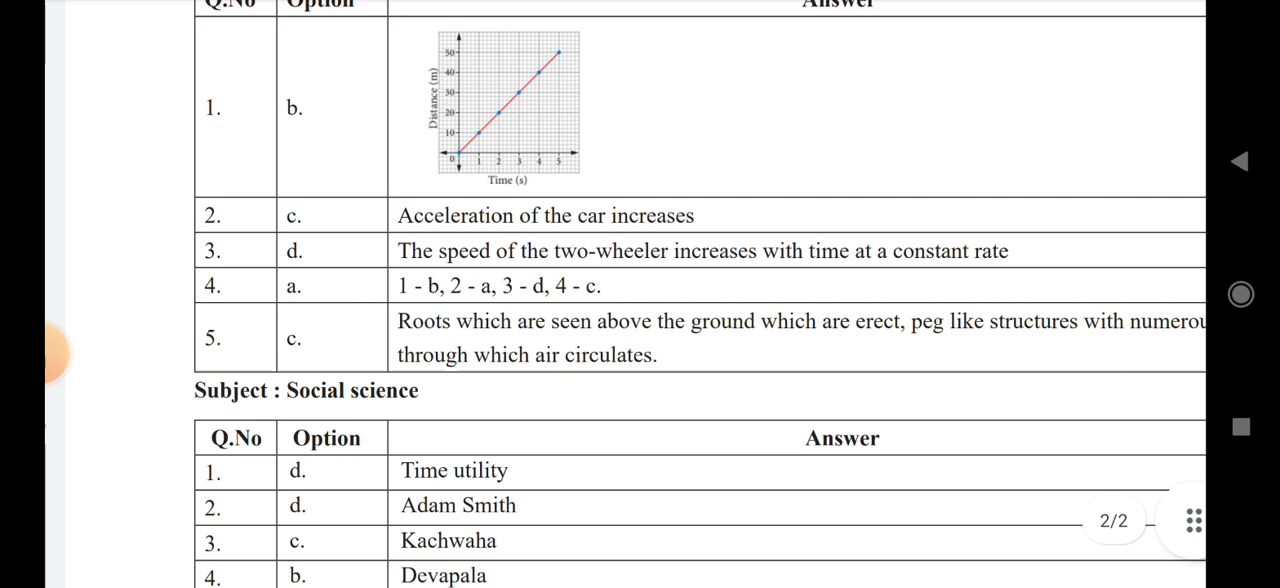 Q.No Option Answer
1. b.
50
40
30
20
10
0 1 2 3 4 5
Distance (m)
Time (s)
2. c. Acceleration of the car increases
3. d. The speed of the two-wheeler increases with time at a constant rate
4. a. 1 - b, 2 - a, 3 - d, 4 - c.
5. c. Roots which are seen above the ground which are erect, peg like structures with
through which air circulates.
Subject : Social science
Q.No Option Answer
1. d. Time utility
2. d. Adam Smith
3. c. Kachwaha
4. b. Devapala
2/2